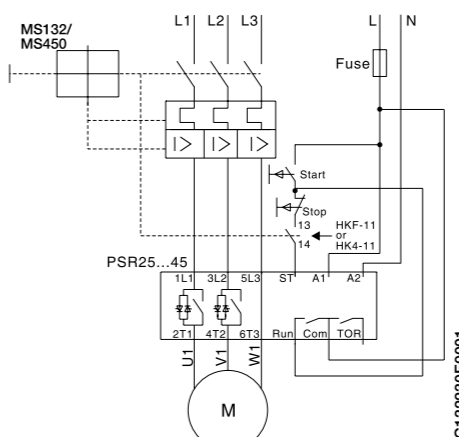 L1 L2 L3 L N
MS132/
MS450
Fuse
I> I> I>
Start
Stop
13
14
HKF-11
or
HK4-11
PSR25...45
1L1 3L2 5L3 ST A1 A2
2T1 4T2 6T3 Run Com TOR
U1 V1 W1
M